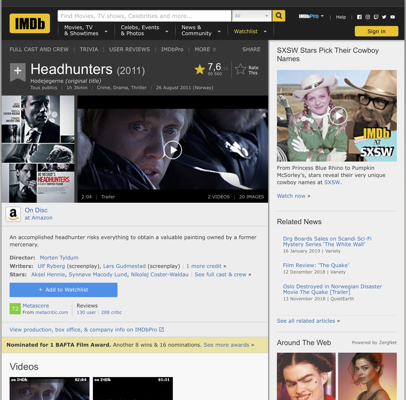 IMDb
Find Movies, TV shows, Celebrities and more...
All
IMDbPro
Help
Movies, TV & Showtimes
Celebs, Events & Photos
News & Community
Watchlist
Sign in
FULL CAST AND CREW | TRIVIA | USER REVIEWS | IMDbPro | MORE
SHARE
Headhunters (2011)
Hodejegerne (original title)
Tous publics | 1h 36min | Crime, Drama, Thriller | 26 August 2011 (Norway)
7,6
Rate This
HEADHUNTERS
2:04 | Trailer
2 VIDEOS | 20 IMAGES
On Disc
at Amazon
An accomplished headhunter risks everything to obtain a valuable painting owned by a former
mercenary.
Director: Morten Tyldum
Writers: Ulf Ryberg (screenplay), Lars Gudmestad (screenplay) | 1 more credit »
Stars: Aksel Hennie, Synnøve Macody Lund, Nikolaj Coster-Waldau | See full cast & crew »
+ Add to Watchlist
Metascore
From metacritic.com
Reviews
130 user | 288 critic
View production, box office, & company info on IMDbPro
Nominated for 1 BAFTA Film Award. Another 8 wins & 16 nominations. See more awards »
Videos
SXSW Stars Pick Their Cowboy
Names
IMDb
AT
SXSW
From Princess Blue Rhino to Pumpkin
McSorley's, stars reveal their very unique
cowboy names at SXSW.
Watch now »
Related News
Drg Boards Sales on Scandi Sci-Fi
Mystery Series 'The White Wall'
16 January 2019 | Variety
Film Review: 'The Quake'
12 December 2018 | Variety
Oslo Destroyed in Norwegian Disaster
Movie The Quake [Trailer]
13 November 2018 | QuietEarth
See all related articles »
Around The Web
Powered by ZergNet